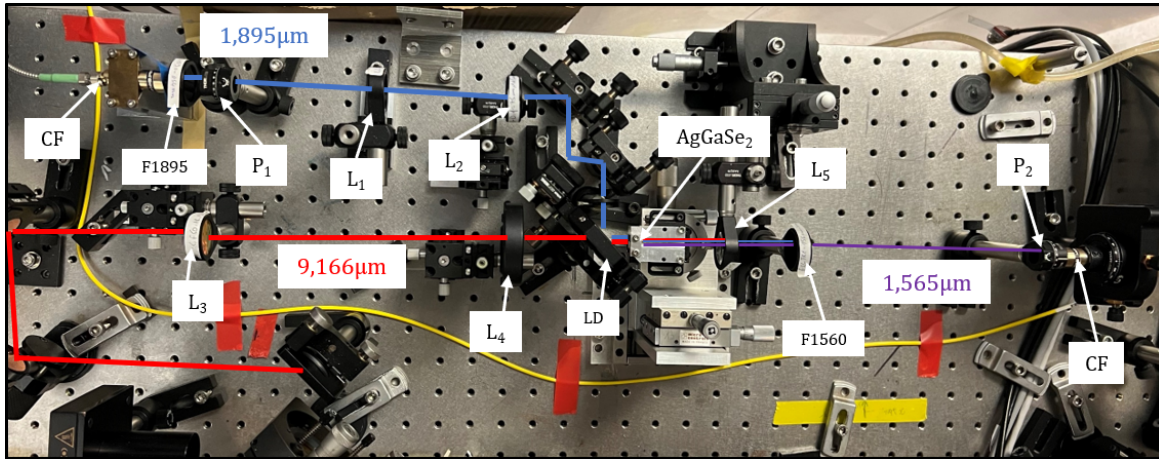 1,895μm
CF
F1895
P1
L1
L2
AgGaSe2
L5
P2
L3
9,166μm
L4
LD
1,565μm
F1560
CF